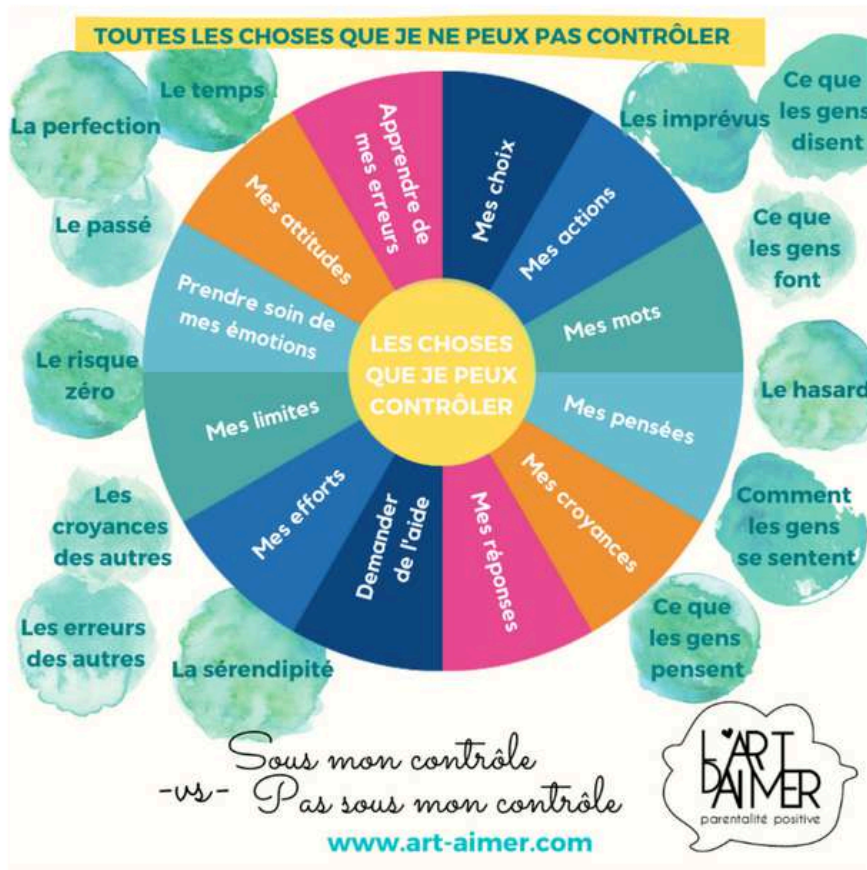 TOUTES LES CHOSES QUE JE NE PEUX PAS CONTRÔLER
La perfection
Le temps
Le passé
Le risque
zéro
Les
croyances
des autres
Les erreurs
des autres
La sérendipité
Les imprévus
Ce que
les gens
disent
Ce que
les gens
font
Le hasard
Comment
les gens
se sentent
Ce que
les gens
pensent
LES CHOSES
QUE JE PEUX
CONTRÔLER
Mes choix
Mes actions
Mes mots
Mes pensées
Mes croyances
Mes réponses
Demander
de l'aide
Mes efforts
Mes limites
Prendre soin de
mes émotions
Mes attitudes
Apprendre de
mes erreurs
Sous mon contrôle
-vs- Pas sous mon contrôle
www.art-aimer.com
L'ART
D'AIMER
parentalité positive